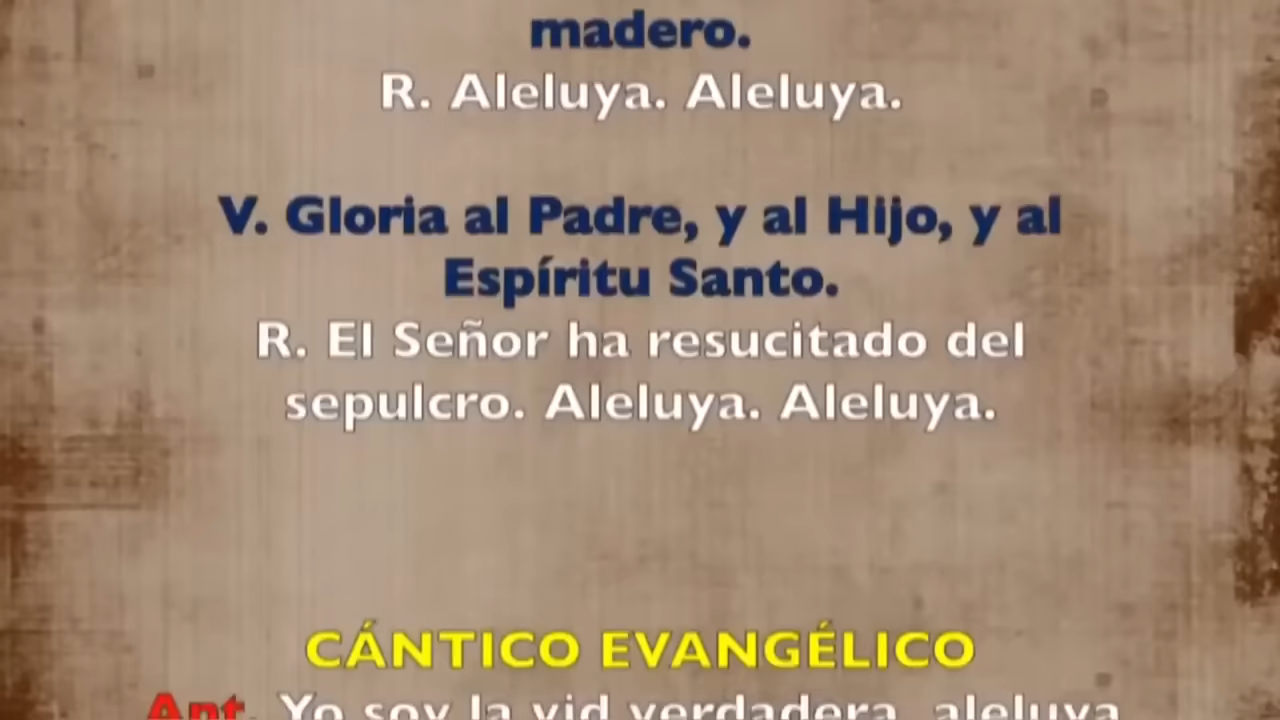 madero.
R. Aleluya. Aleluya.
V. Gloria al Padre, y al Hijo, y al
Espíritu Santo.
R. El Señor ha resucitado del
sepulcro. Aleluya. Aleluya.
CÁNTICO EVANGÉLICO
Ant. Yo soy la vid verdadera, aleluya